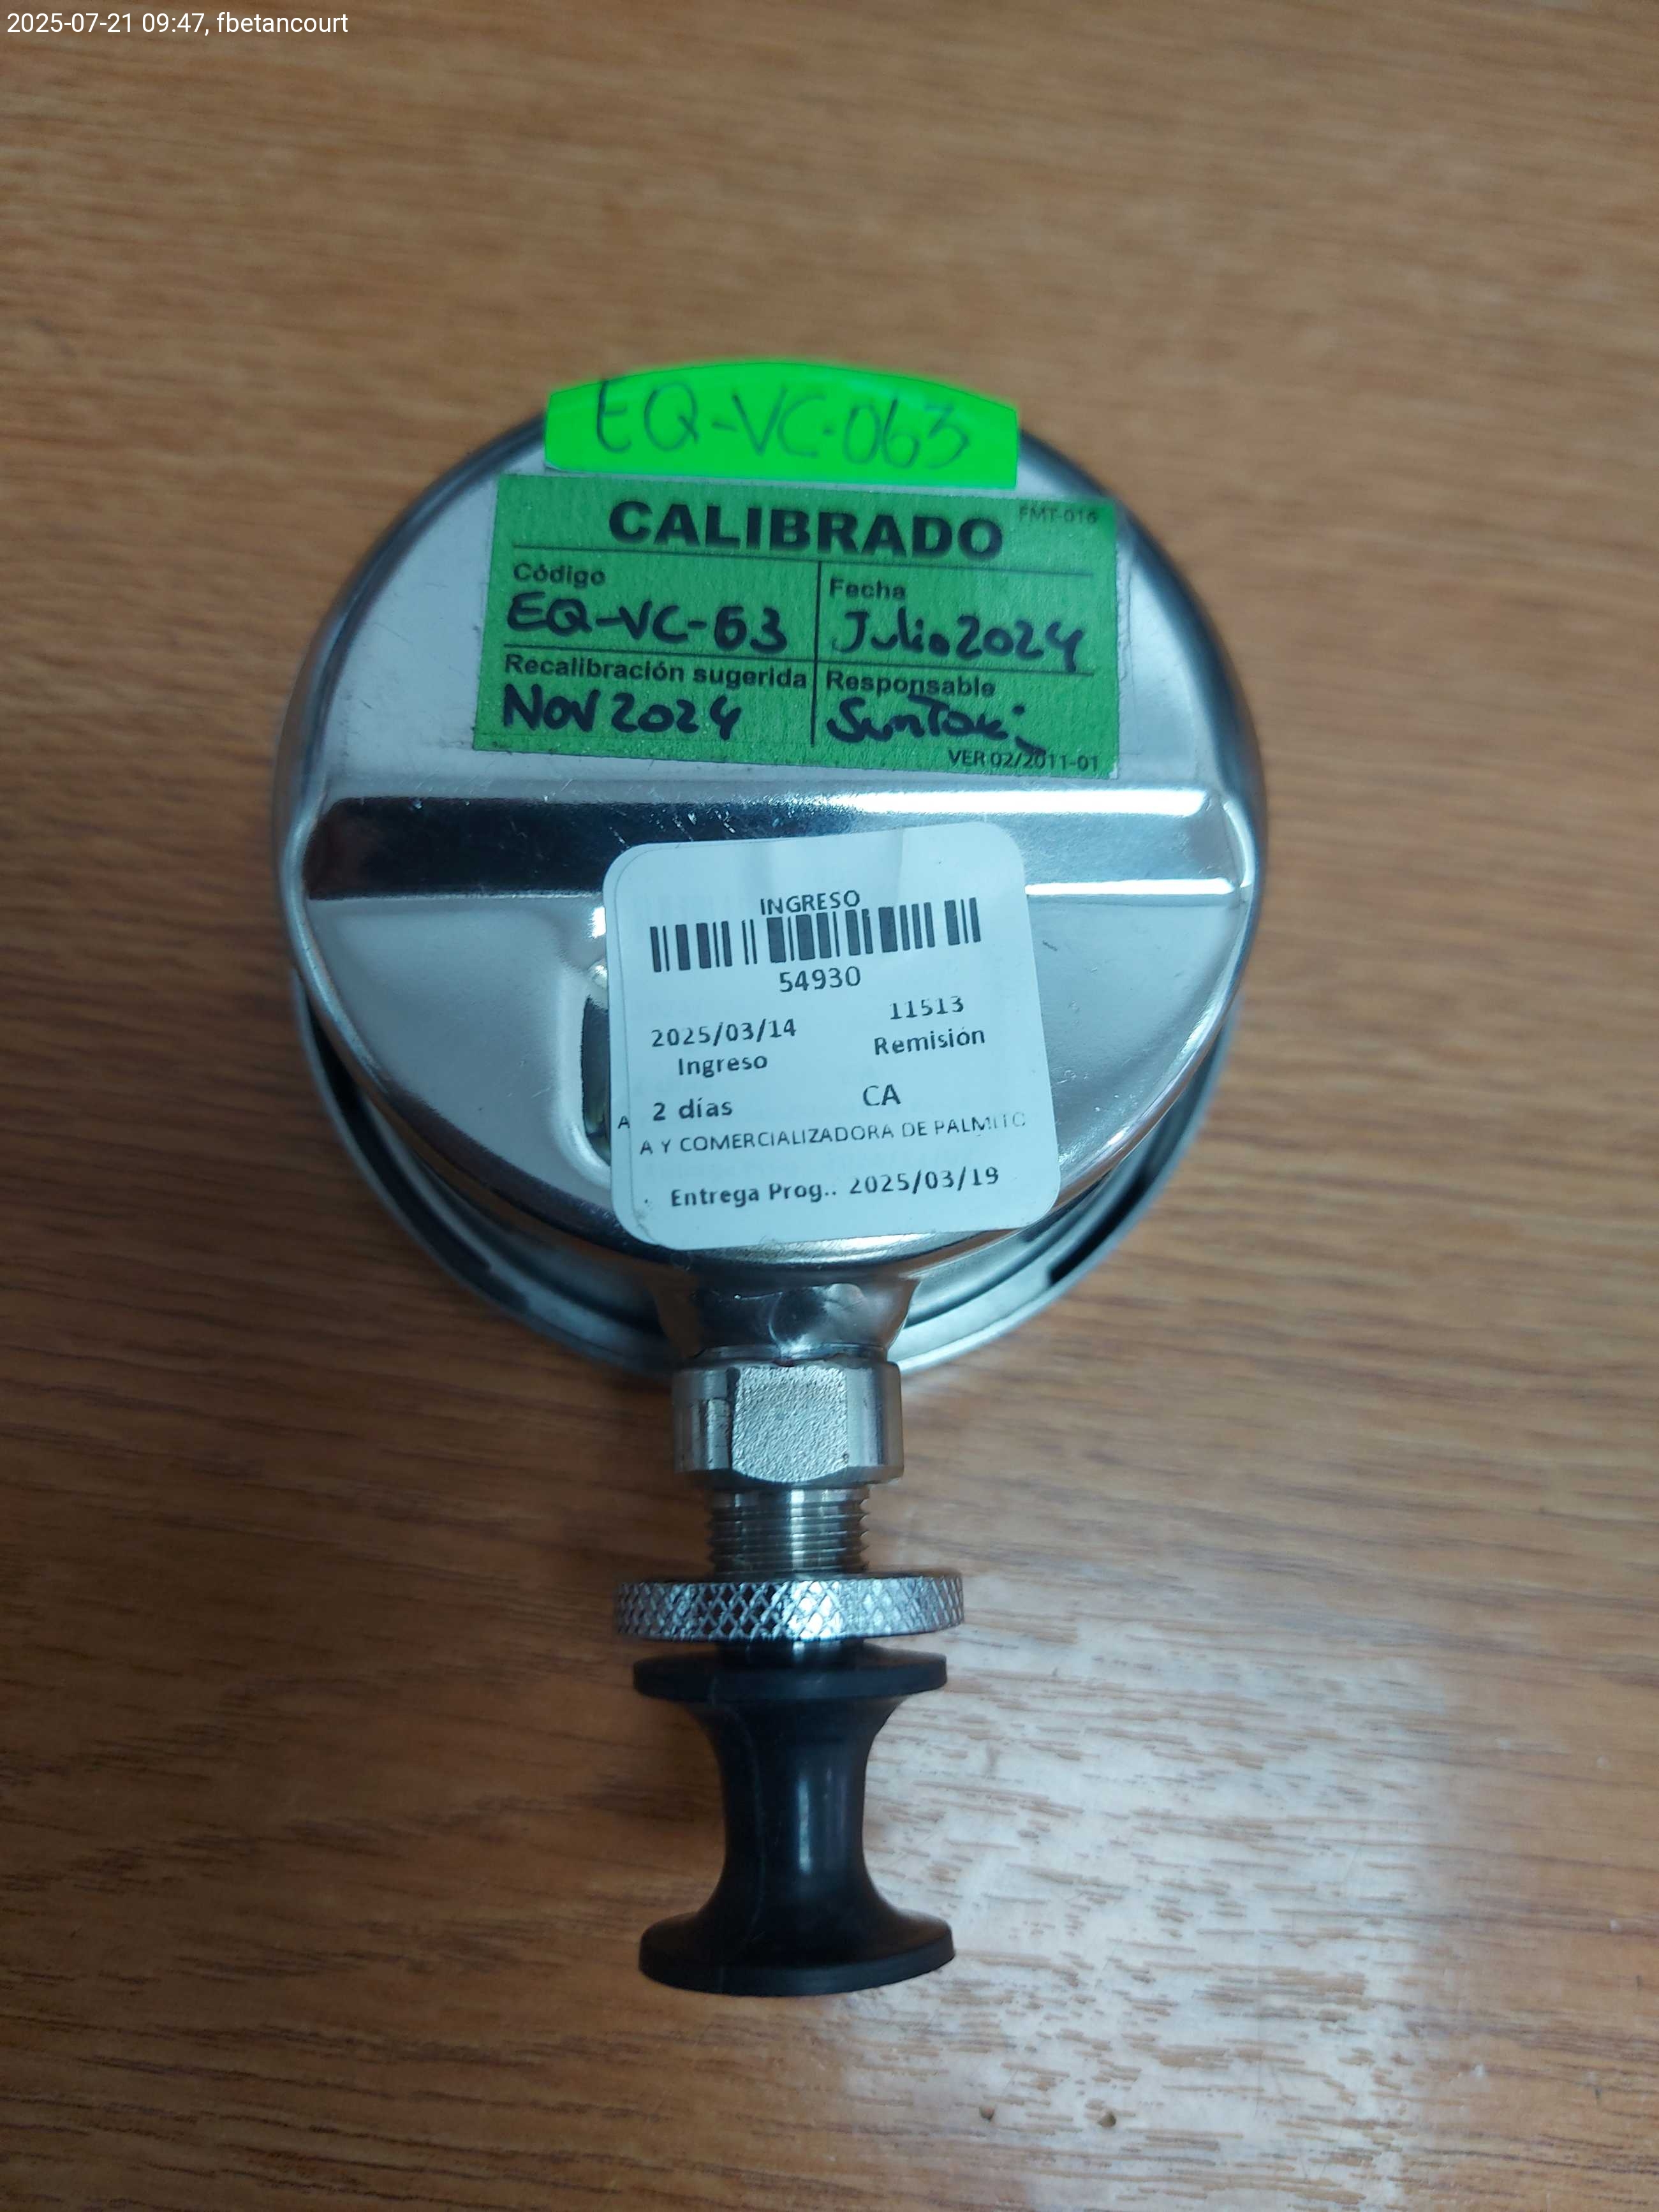 2025-07-21 09:47, fbetancourt
EQ-VC-063
CALIBRADO
FMT-016
Código
EQ-VC-63
Fecha
Julio 2024
Recalibración sugerida
Nov 2024
Responsable
VER 02/2011-01
INGRESO
54930
2025/03/14
11513
Ingreso
Remisión
2 días
CA
A
A Y COMERCIALIZADORA DE PALMITO
Entrega Prog.. 2025/03/19